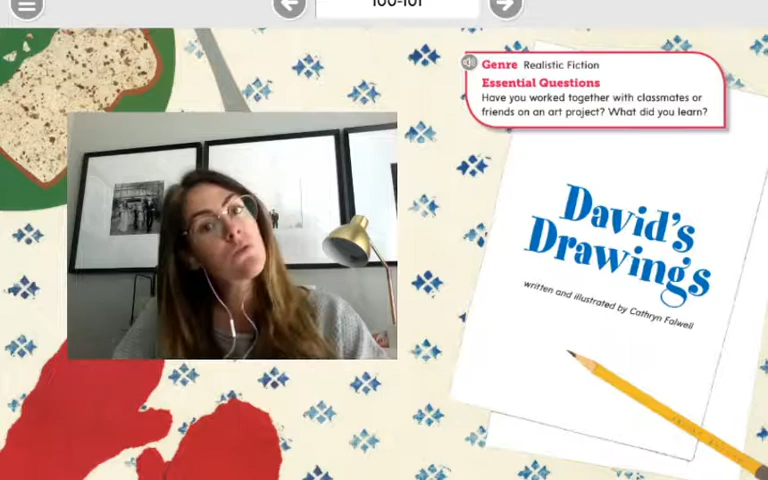 100-101
Genre Realistic Fiction
Essential Questions
Have you worked together with classmates or
friends on an art project? What did you learn?
David's
Drawings
written and illustrated by Cathryn Falwell